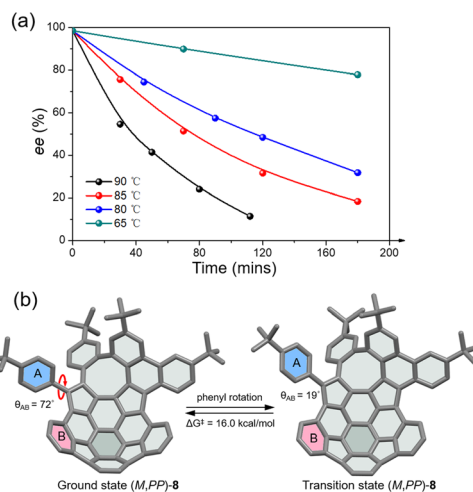 (a)
100
80
60
40
20
0
ee (%)
90 ℃
85 ℃
80 ℃
65 ℃
0 40 80 120 160 200
Time (mins)
(b)
A
θAB = 72°
B
phenyl rotation
ΔG‡ = 16.0 kcal/mol
A
θAB = 19°
B
Ground state (M,PP)-8
Transition state (M,PP)-8